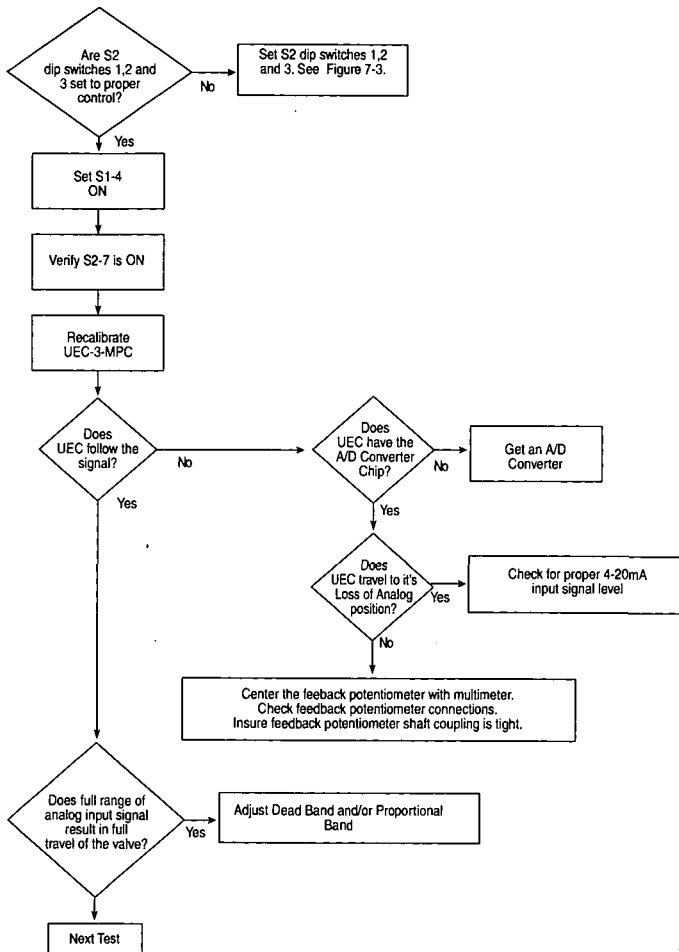 Are S2
dip switches 1,2 and
3 set to proper
control?
No
Set S2 dip switches 1,2
and 3. See Figure 7-3.
Yes
Set S1-4
ON
Verify S2-7 is ON
Recalibrate
UEC-3-MPC
Does
UEC follow the
signal?
No
Does
UEC have the
A/D Converter
Chip?
No
Get an A/D
Converter
Yes
Yes
Does
UEC travel to it's
Loss of Analog
position?
Yes
Check for proper 4-20mA
input signal level
No
Center the feeback potentiometer with multimeter.
Check feedback potentiometer connections.
Insure feedback potentiometer shaft coupling is tight.
Does full range of
analog input signal
result in full
travel of the valve?
Yes
Adjust Dead Band and/or Proportional
Band
Next Test